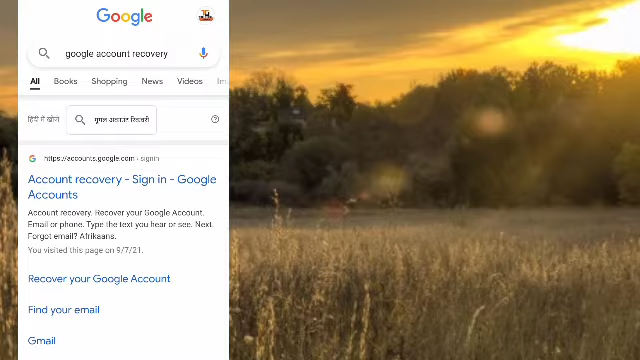 Google
google account recovery
All Books Shopping News Videos Im
हिंदी में खोजें गूगल अकाउंट रिकवरी
https://accounts.google.com › signin
Account recovery - Sign in - Google
Accounts
Account recovery. Recover your Google Account.
Email or phone. Type the text you hear or see. Next.
Forgot email? Afrikaans.
You visited this page on 9/7/21.
Recover your Google Account
Find your email
Gmail